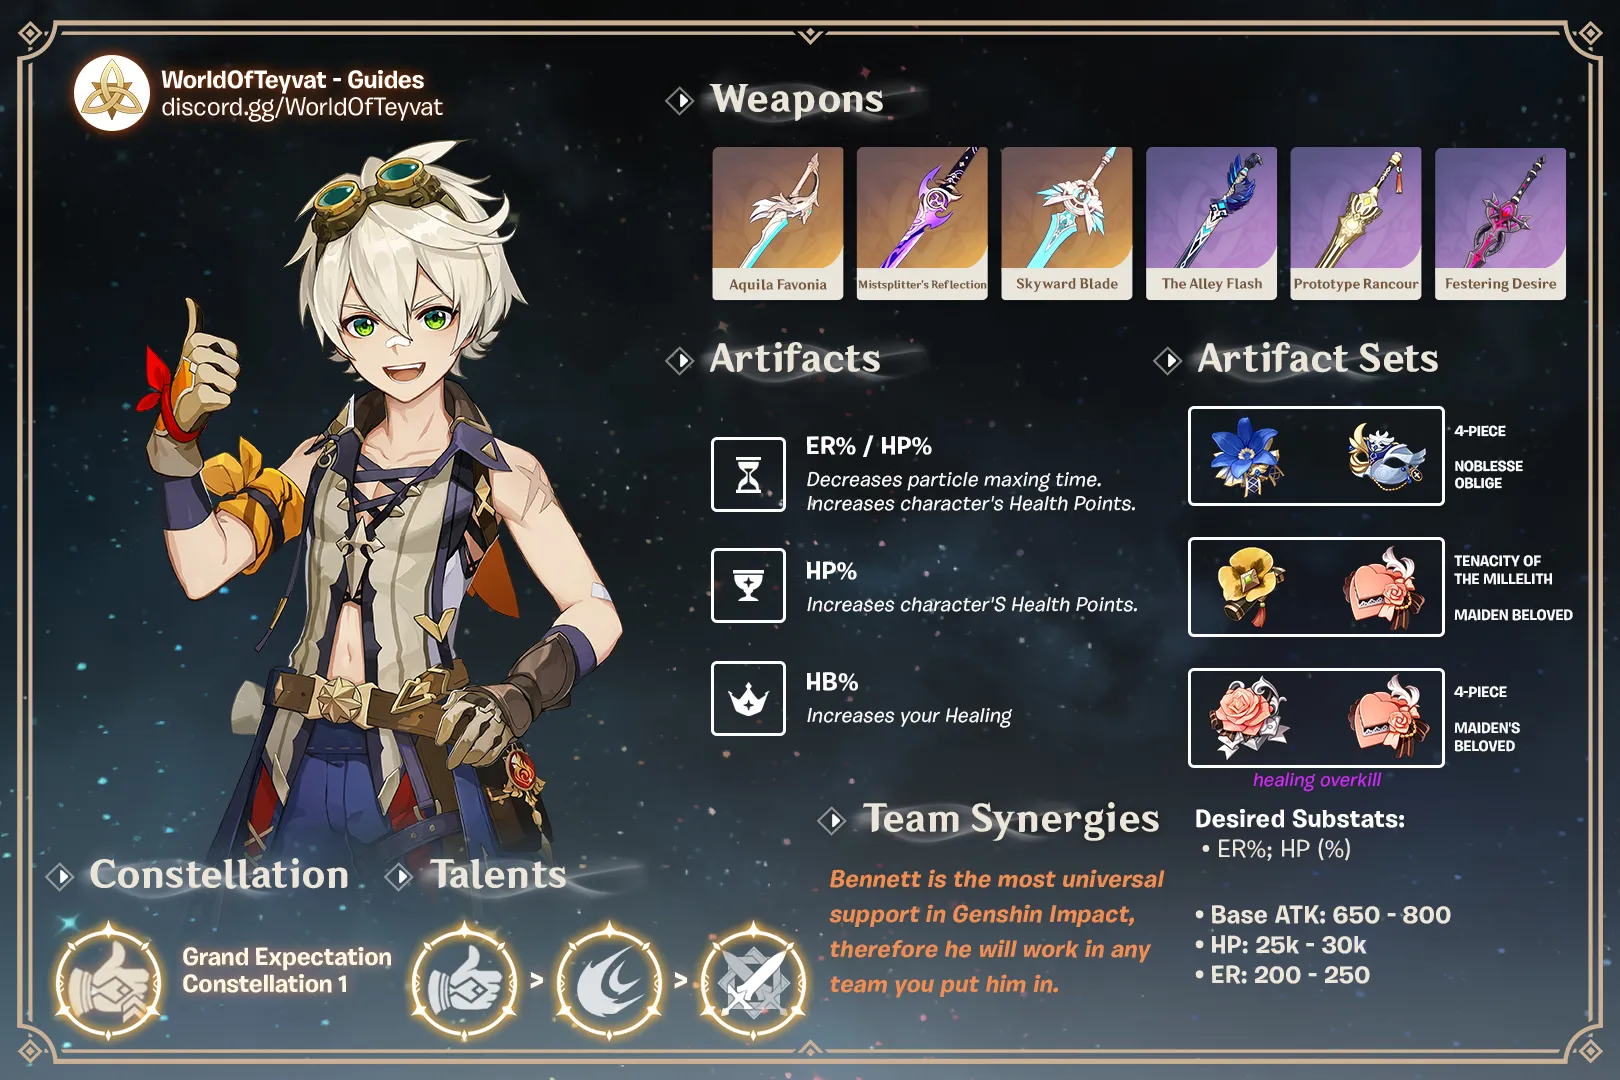 WorldOfTeyvat - Guides
discord.gg/WorldOfTeyvat
Weapons
Aquila Favonia
Mistsplitter's Reflection
Skyward Blade
The Alley Flash
Prototype Rancour
Festering Desire
Artifacts
ER% / HP%
Decreases particle maxing time.
Increases character's Health Points.
HP%
Increases character'S Health Points.
HB%
Increases your Healing
Artifact Sets
4-PIECE
NOBLESSE
OBLIGE
TENACITY OF
THE MILLELITH
MAIDEN BELOVED
4-PIECE
MAIDEN'S
BELOVED
healing overkill
Desired Substats:
• ER%; HP (%)
• Base ATK: 650 - 800
• HP: 25k - 30k
• ER: 200 - 250
Team Synergies
Bennett is the most universal
support in Genshin Impact,
therefore he will work in any
team you put him in.
Constellation
Grand Expectation
Constellation 1
Talents
> >